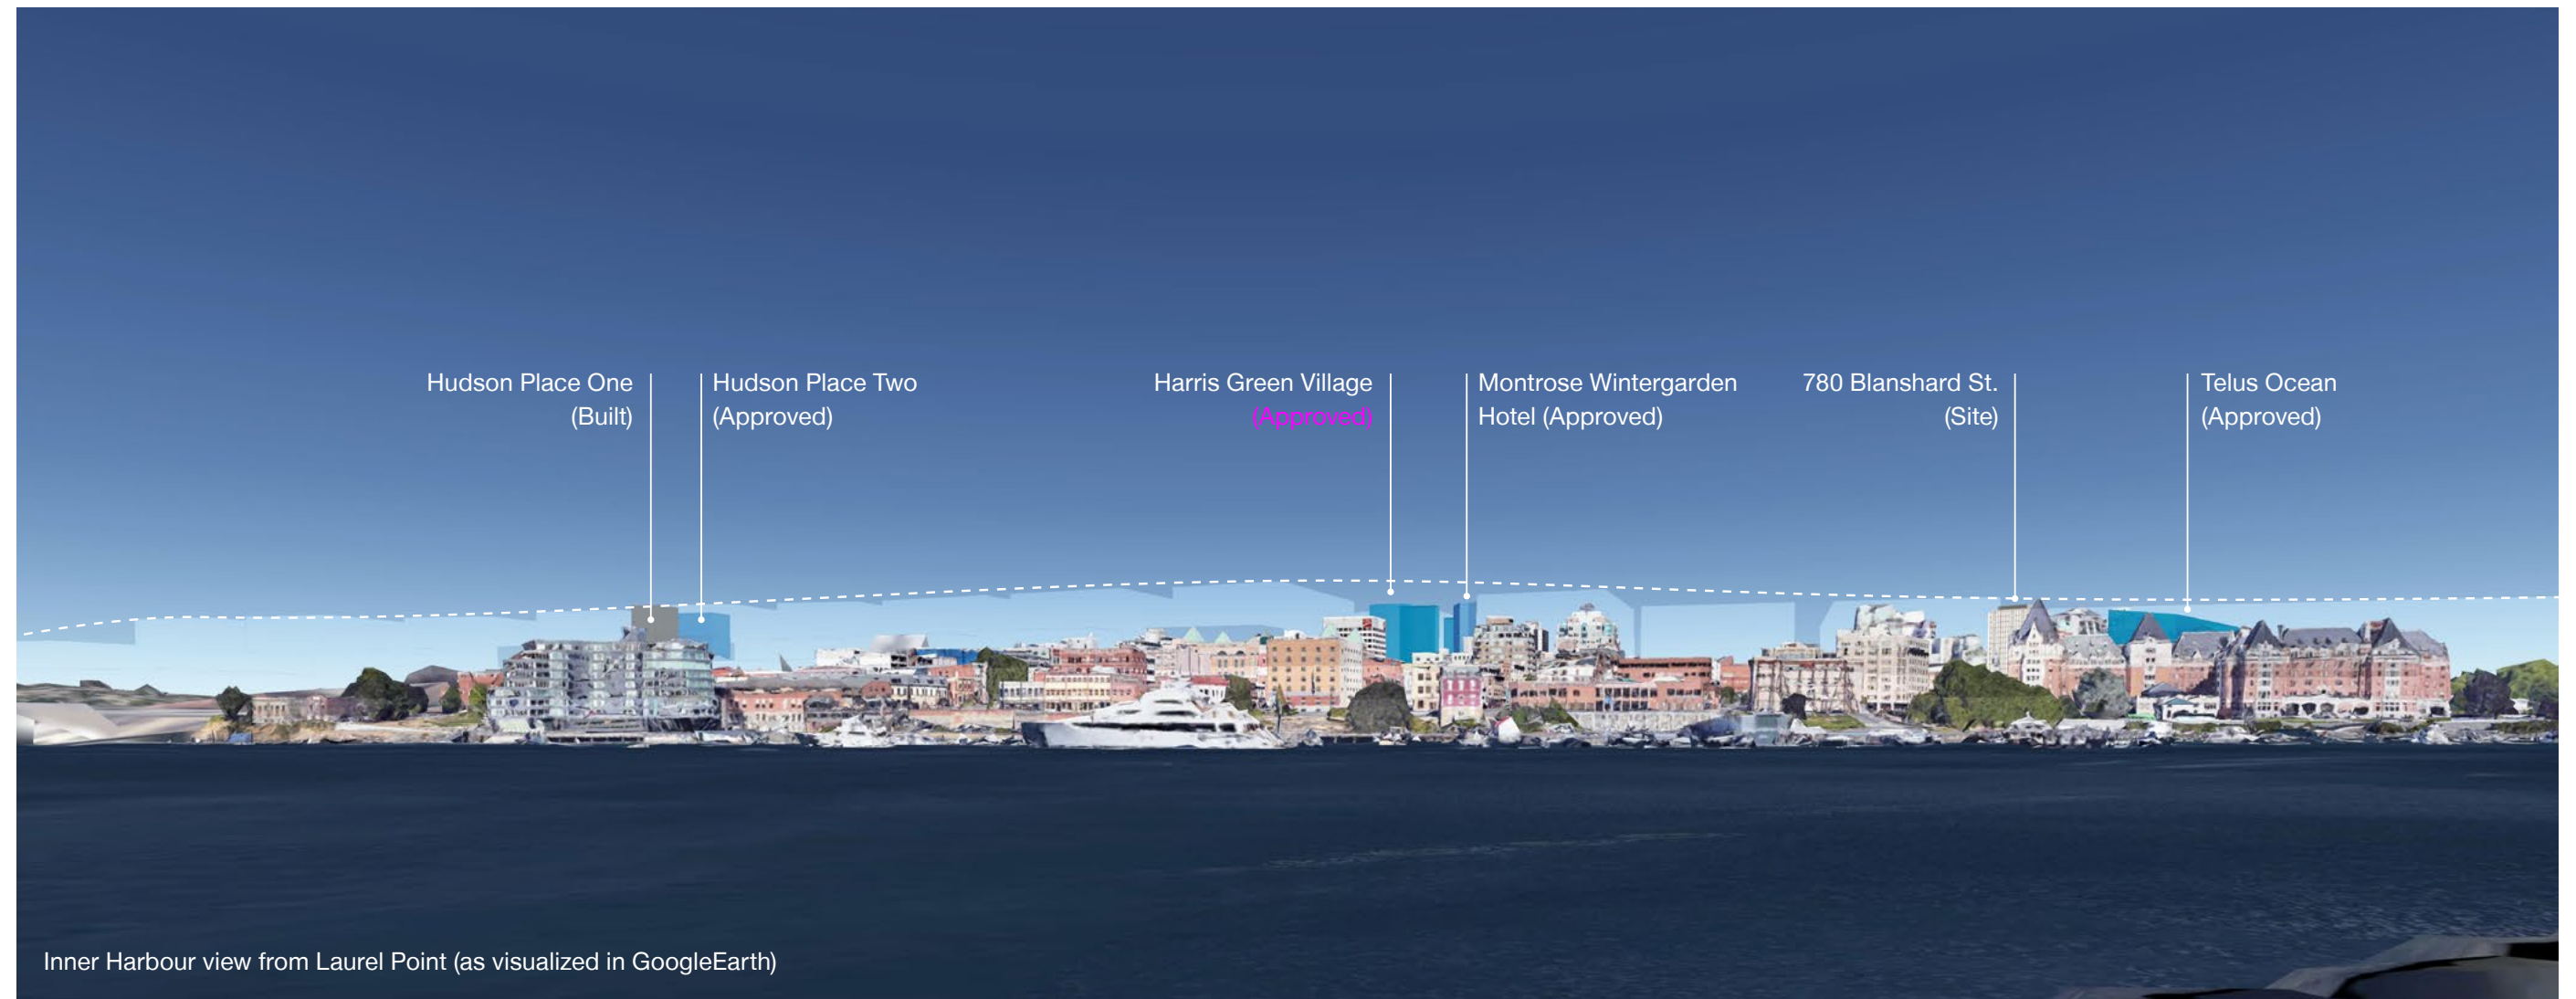 Hudson Place One
(Built)
Hudson Place Two
(Approved)
Harris Green Village
(Approved)
Montrose Wintergarden
Hotel (Approved)
780 Blanshard St.
(Site)
Telus Ocean
(Approved)
Inner Harbour view from Laurel Point (as visualized in GoogleEarth)